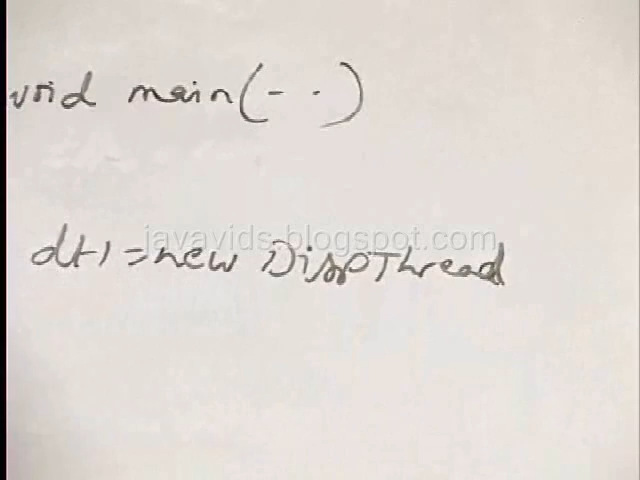 void main(- .)
javavids-blogspot.com
dt1=new DispThread